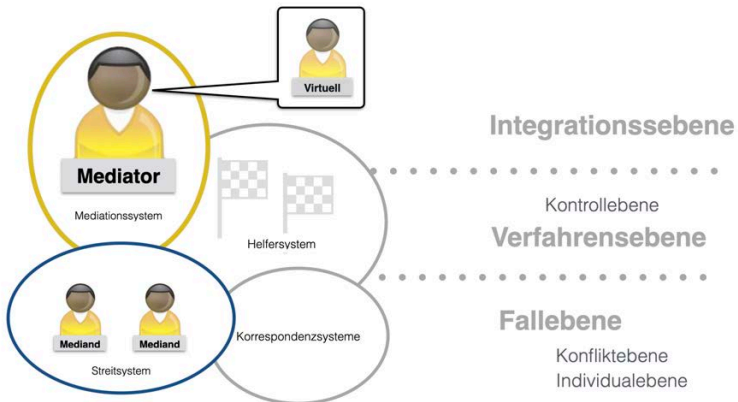 Virtuell
Mediator
Mediationssystem
Helfersystem
Mediand
Mediand
Streitsystem
Korrespondenzsysteme
Integrationssebene
Kontrollebene
Verfahrensebene
Fallebene
Konfliktebene
Individualebene